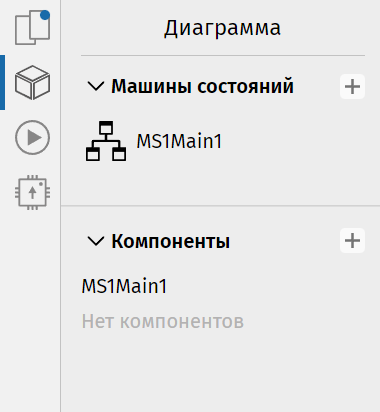 Диаграмма
Машины состояний
MS1Main1
Компоненты
MS1Main1
Нет компонентов